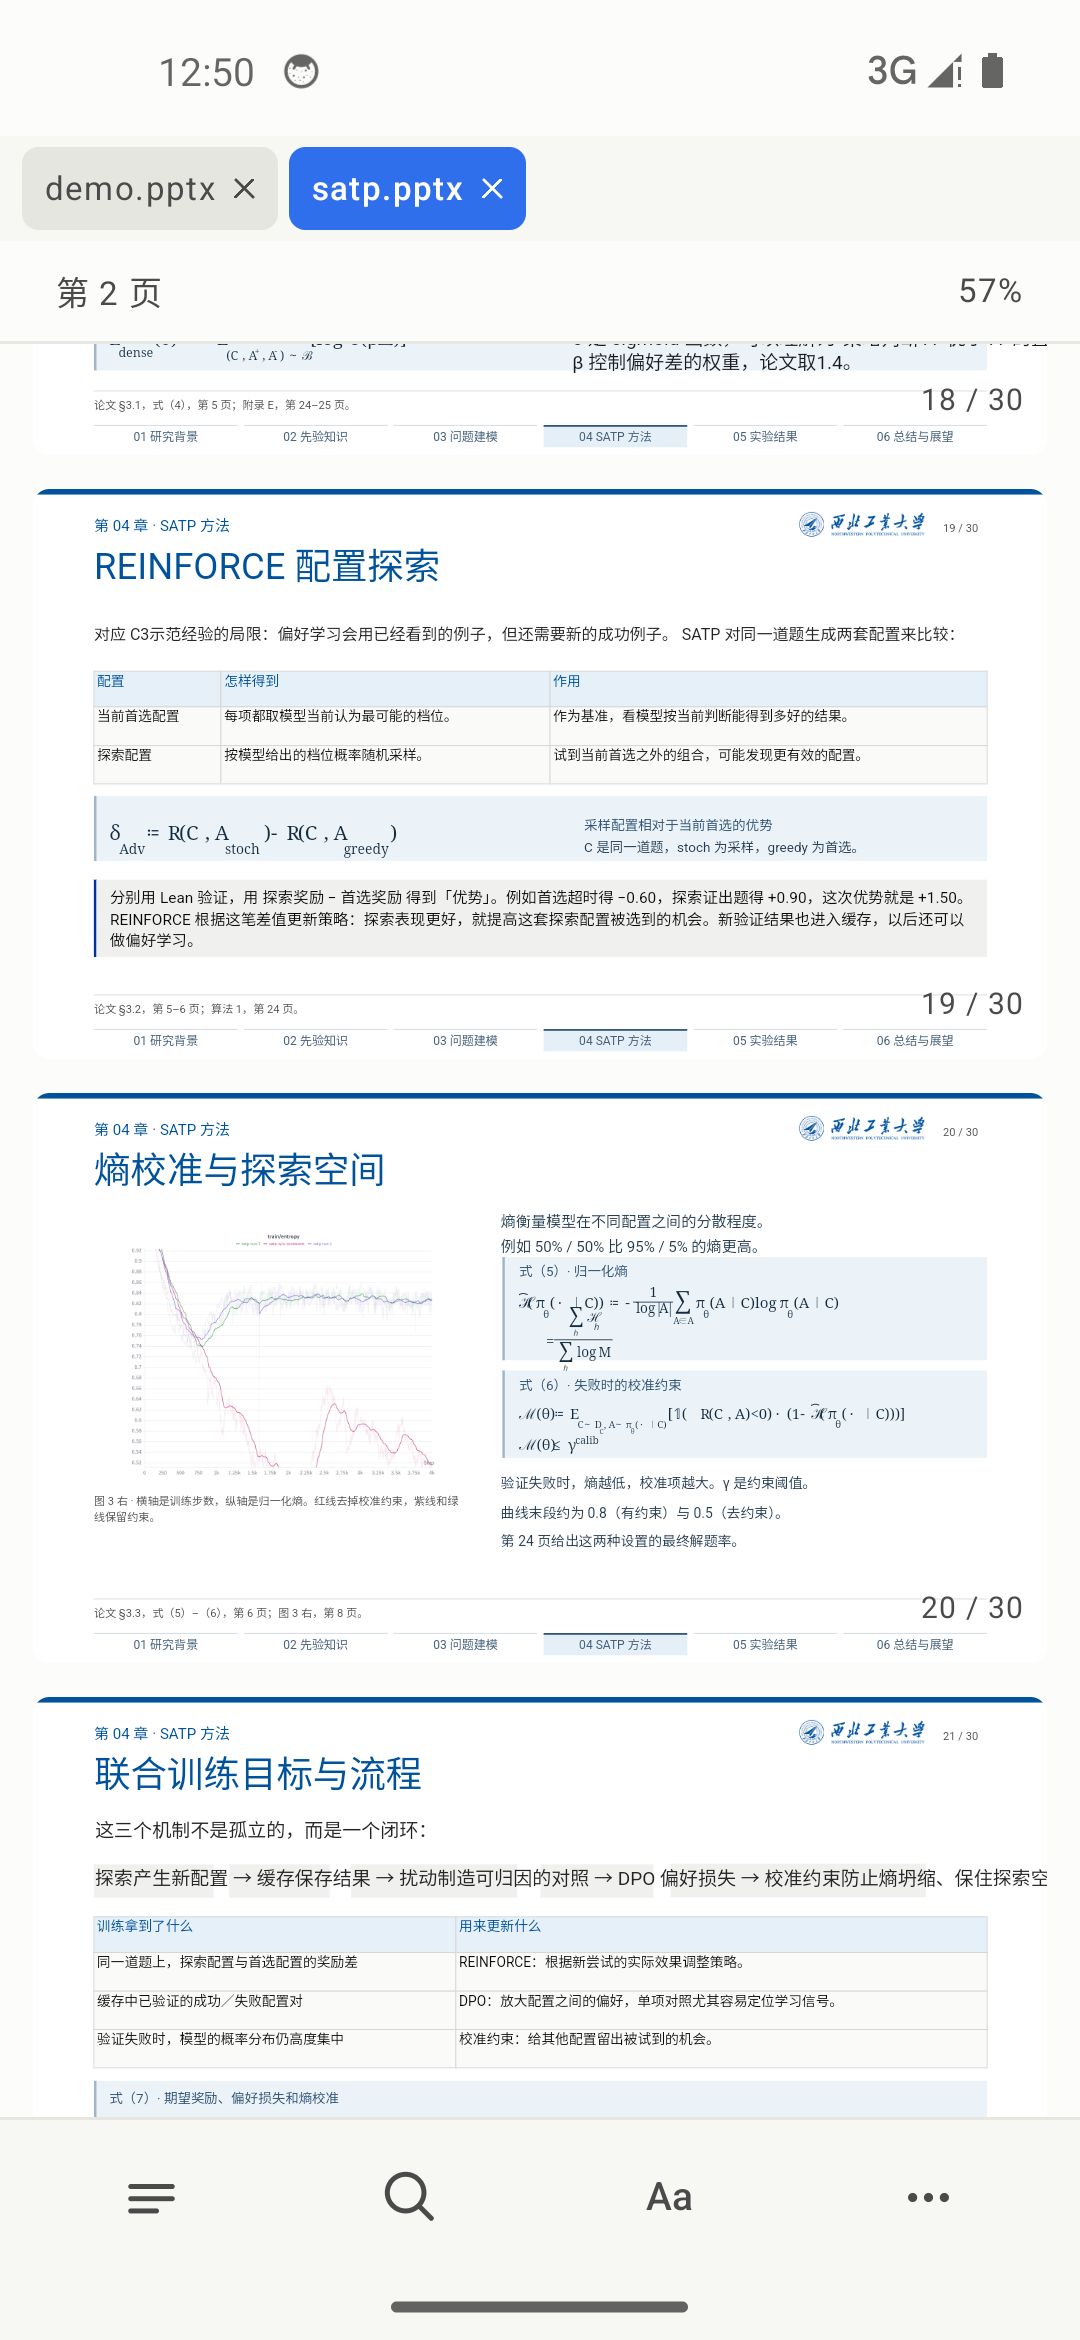 12:50
3G
demo.pptx
satp.pptx
第 2 页
57%
dense
β 控制偏好差的权重，论文取1.4。
论文 §3.1，式（4），第 5 页；附录 E，第 24–25 页。
18 / 30
01 研究背景
02 先验知识
03 问题建模
04 SATP 方法
05 实验结果
06 总结与展望
第 04 章 · SATP 方法
西北工业大学
NORTHWESTERN POLYTECHNICAL UNIVERSITY
19 / 30
REINFORCE 配置探索
对应 C3示范经验的局限：偏好学习会用已经看到的例子，但还需要新的成功例子。 SATP 对同一道题生成两套配置来比较：
配置
怎样得到
作用
当前首选配置
每项都取模型当前认为最可能的档位。
作为基准，看模型按当前判断能得到多好的结果。
探索配置
按模型给出的档位概率随机采样。
试到当前首选之外的组合，可能发现更有效的配置。
δAdv ≔ R(C , Astoch)- R(C , Agreedy)
采样配置相对于当前首选的优势
C 是同一道题，stoch 为采样，greedy 为首选。
分别用 Lean 验证，用 探索奖励 − 首选奖励 得到「优势」。例如首选超时得 −0.60，探索证出题得 +0.90，这次优势就是 +1.50。
REINFORCE 根据这笔差值更新策略：探索表现更好，就提高这套探索配置被选到的机会。新验证结果也进入缓存，以后还可以
做偏好学习。
论文 §3.2，第 5–6 页；算法 1，第 24 页。
19 / 30
01 研究背景
02 先验知识
03 问题建模
04 SATP 方法
05 实验结果
06 总结与展望
第 04 章 · SATP 方法
西北工业大学
NORTHWESTERN POLYTECHNICAL UNIVERSITY
20 / 30
熵校准与探索空间
熵衡量模型在不同配置之间的分散程度。
例如 50% / 50% 比 95% / 5% 的熵更高。
train/entropy
式（5）· 归一化熵
式（6）· 失败时的校准约束
验证失败时，熵越低，校准项越大。γ 是约束阈值。
曲线末段约为 0.8（有约束）与 0.5（去约束）。
第 24 页给出这两种设置的最终解题率。
图 3 右 · 横轴是训练步数，纵轴是归一化熵。红线去掉校准约束，紫线和绿
线保留约束。
论文 §3.3，式（5）–（6），第 6 页；图 3 右，第 8 页。
20 / 30
01 研究背景
02 先验知识
03 问题建模
04 SATP 方法
05 实验结果
06 总结与展望
第 04 章 · SATP 方法
西北工业大学
NORTHWESTERN POLYTECHNICAL UNIVERSITY
21 / 30
联合训练目标与流程
这三个机制不是孤立的，而是一个闭环：
探索产生新配置 → 缓存保存结果 → 扰动制造可归因的对照 → DPO 偏好损失 → 校准约束防止熵坍缩、保住探索空
训练拿到了什么
用来更新什么
同一道题上，探索配置与首选配置的奖励差
REINFORCE：根据新尝试的实际效果调整策略。
缓存中已验证的成功／失败配置对
DPO：放大配置之间的偏好，单项对照尤其容易定位学习信号。
验证失败时，模型的概率分布仍高度集中
校准约束：给其他配置留出被试到的机会。
式（7）· 期望奖励、偏好损失和熵校准
Aa